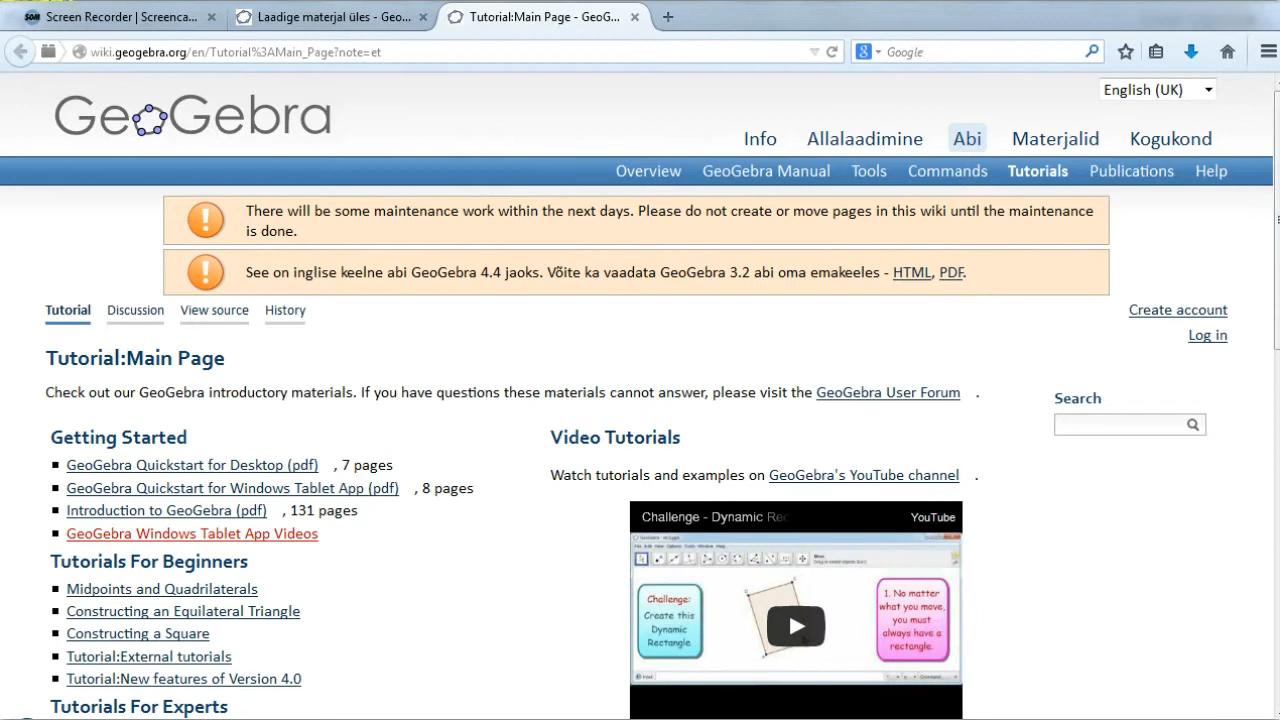 Screen Recorder | Screenca...
Laadige materjal üles - Geo...
Tutorial:Main Page - GeoG...
wiki.geogebra.org/en/Tutorial%3AMain_Page?note=et
Google
English (UK)
GeoGebra
Info Allalaadimine Abi Materjalid Kogukond
Overview GeoGebra Manual Tools Commands Tutorials Publications Help
There will be some maintenance work within the next days. Please do not create or move pages in this wiki until the maintenance
is done.
See on inglise keelne abi GeoGebra 4.4 jaoks. Võite ka vaadata GeoGebra 3.2 abi oma emakeeles - HTML, PDF.
Tutorial Discussion View source History
Create account
Log in
Tutorial:Main Page
Check out our GeoGebra introductory materials. If you have questions these materials cannot answer, please visit the GeoGebra User Forum .
Search
Getting Started
GeoGebra Quickstart for Desktop (pdf) , 7 pages
GeoGebra Quickstart for Windows Tablet App (pdf) , 8 pages
Introduction to GeoGebra (pdf) , 131 pages
GeoGebra Windows Tablet App Videos
Tutorials For Beginners
Midpoints and Quadrilaterals
Constructing an Equilateral Triangle
Constructing a Square
Tutorial:External tutorials
Tutorial:New features of Version 4.0
Tutorials For Experts
Video Tutorials
Watch tutorials and examples on GeoGebra's YouTube channel .
Challenge - Dynamic Rec
YouTube
Challenge:
Create this
Dynamic
Rectangle
1. No matter
what you move,
you must
always have a
rectangle.